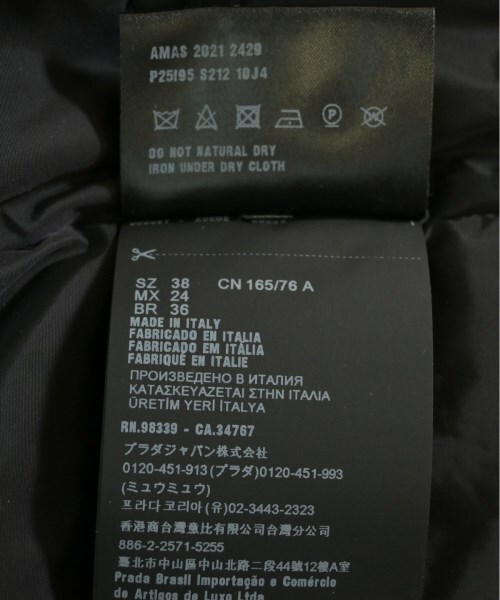 AMAS 2021 2429
P25I95 S212 10J4
P
DO NOT NATURAL DRY
IRON UNDER DRY CLOTH
SZ 38 CN 165/76 A
MX 24
BR 36
MADE IN ITALY
FABRICADO EN ITALIA
FABRICADO EM ITÁLIA
FABRIQUÉ EN ITALIE
ПРОИЗВЕДЕНО В ИТАЛИЯ
ΚΑΤΑΣΚΕΥΑΖΕΤΑΙ ΣΤΗΝ ΙΤΑΛΙΑ
ÜRETİM YERİ İTALYA
RN.98339 - CA.34767
プラダジャパン株式会社
0120-451-913(プラダ)0120-451-993
(ミュウミュウ)
프라다코리아(유)02-3443-2323
香港商台灣意比有限公司台灣分公司
886-2-2571-5255
臺北市中山區中山北路二段44號12樓A室
Prada Brasil Importação e Comércio
de Artigos de Luxo Ltda